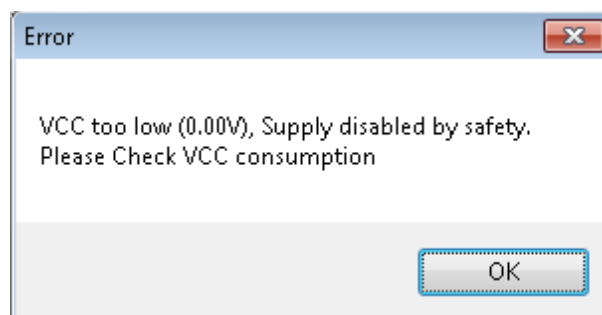 Error
VCC too low (0.00V), Supply disabled by safety.
Please Check VCC consumption
OK